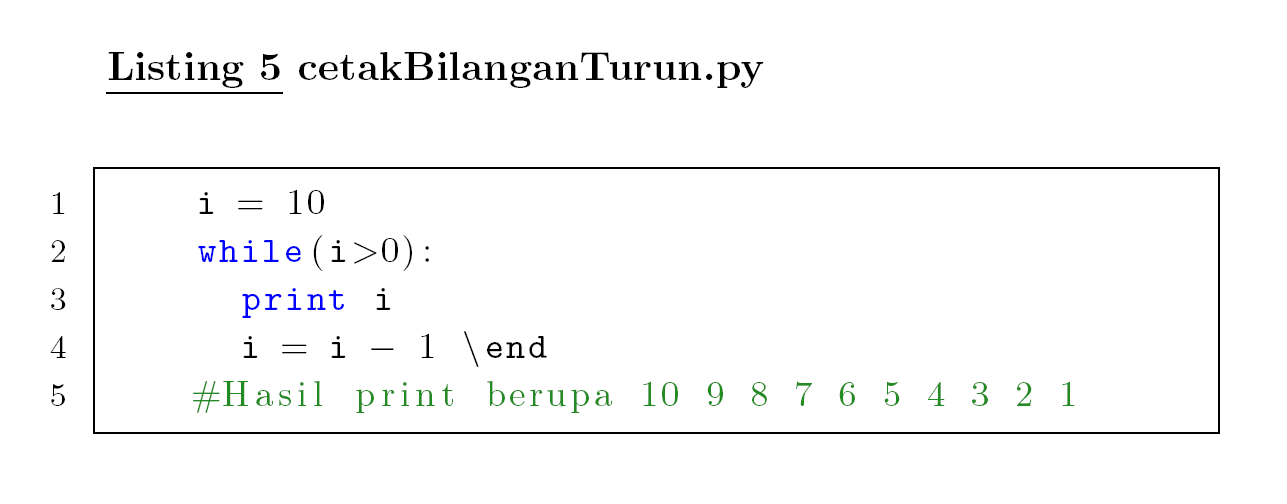 Listing 5 cetakBilanganTurun.py
1 i = 10
2 while(i>0):
3 print i
4 i = i − 1 \end
5 #Hasil print berupa 10 9 8 7 6 5 4 3 2 1